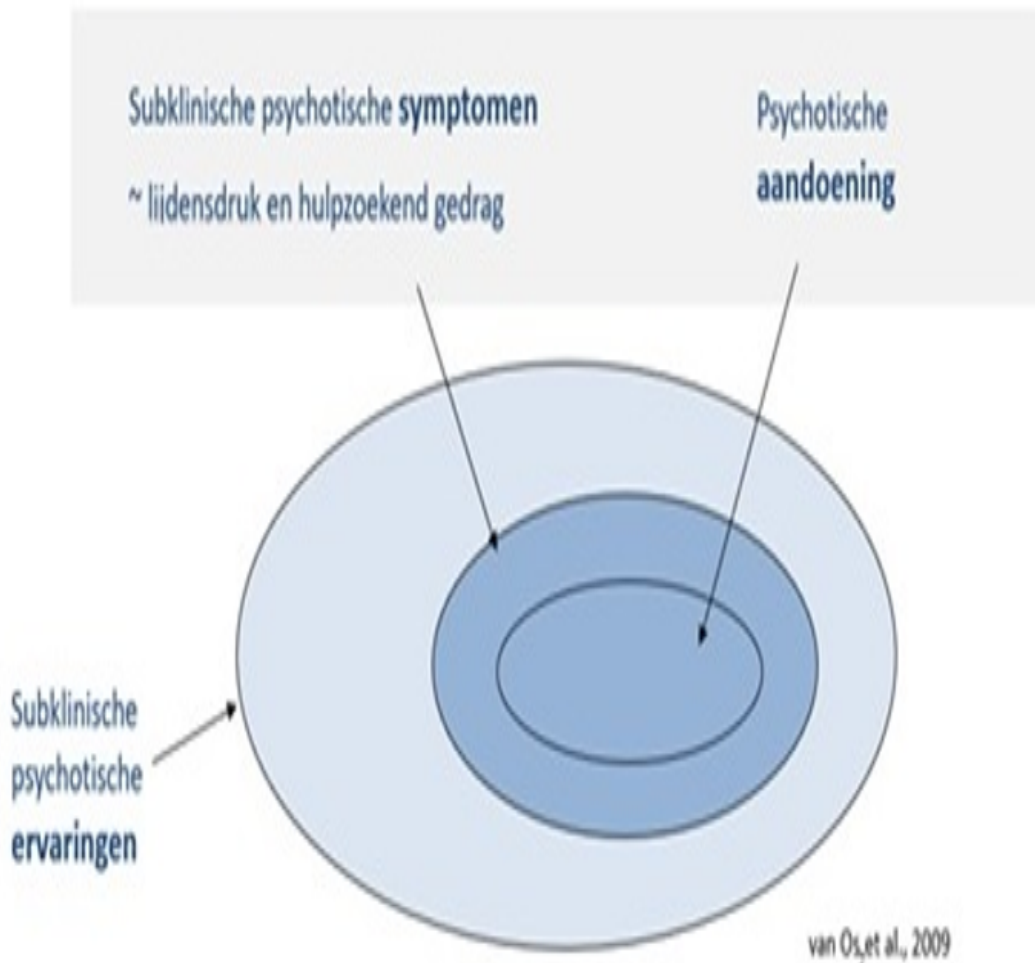 Subklinische psychotische symptomen
~ lijdensdruk en hulpzoekend gedrag
Psychotische
aandoening
Subklinische
psychotische
ervaringen
van Os,et al., 2009